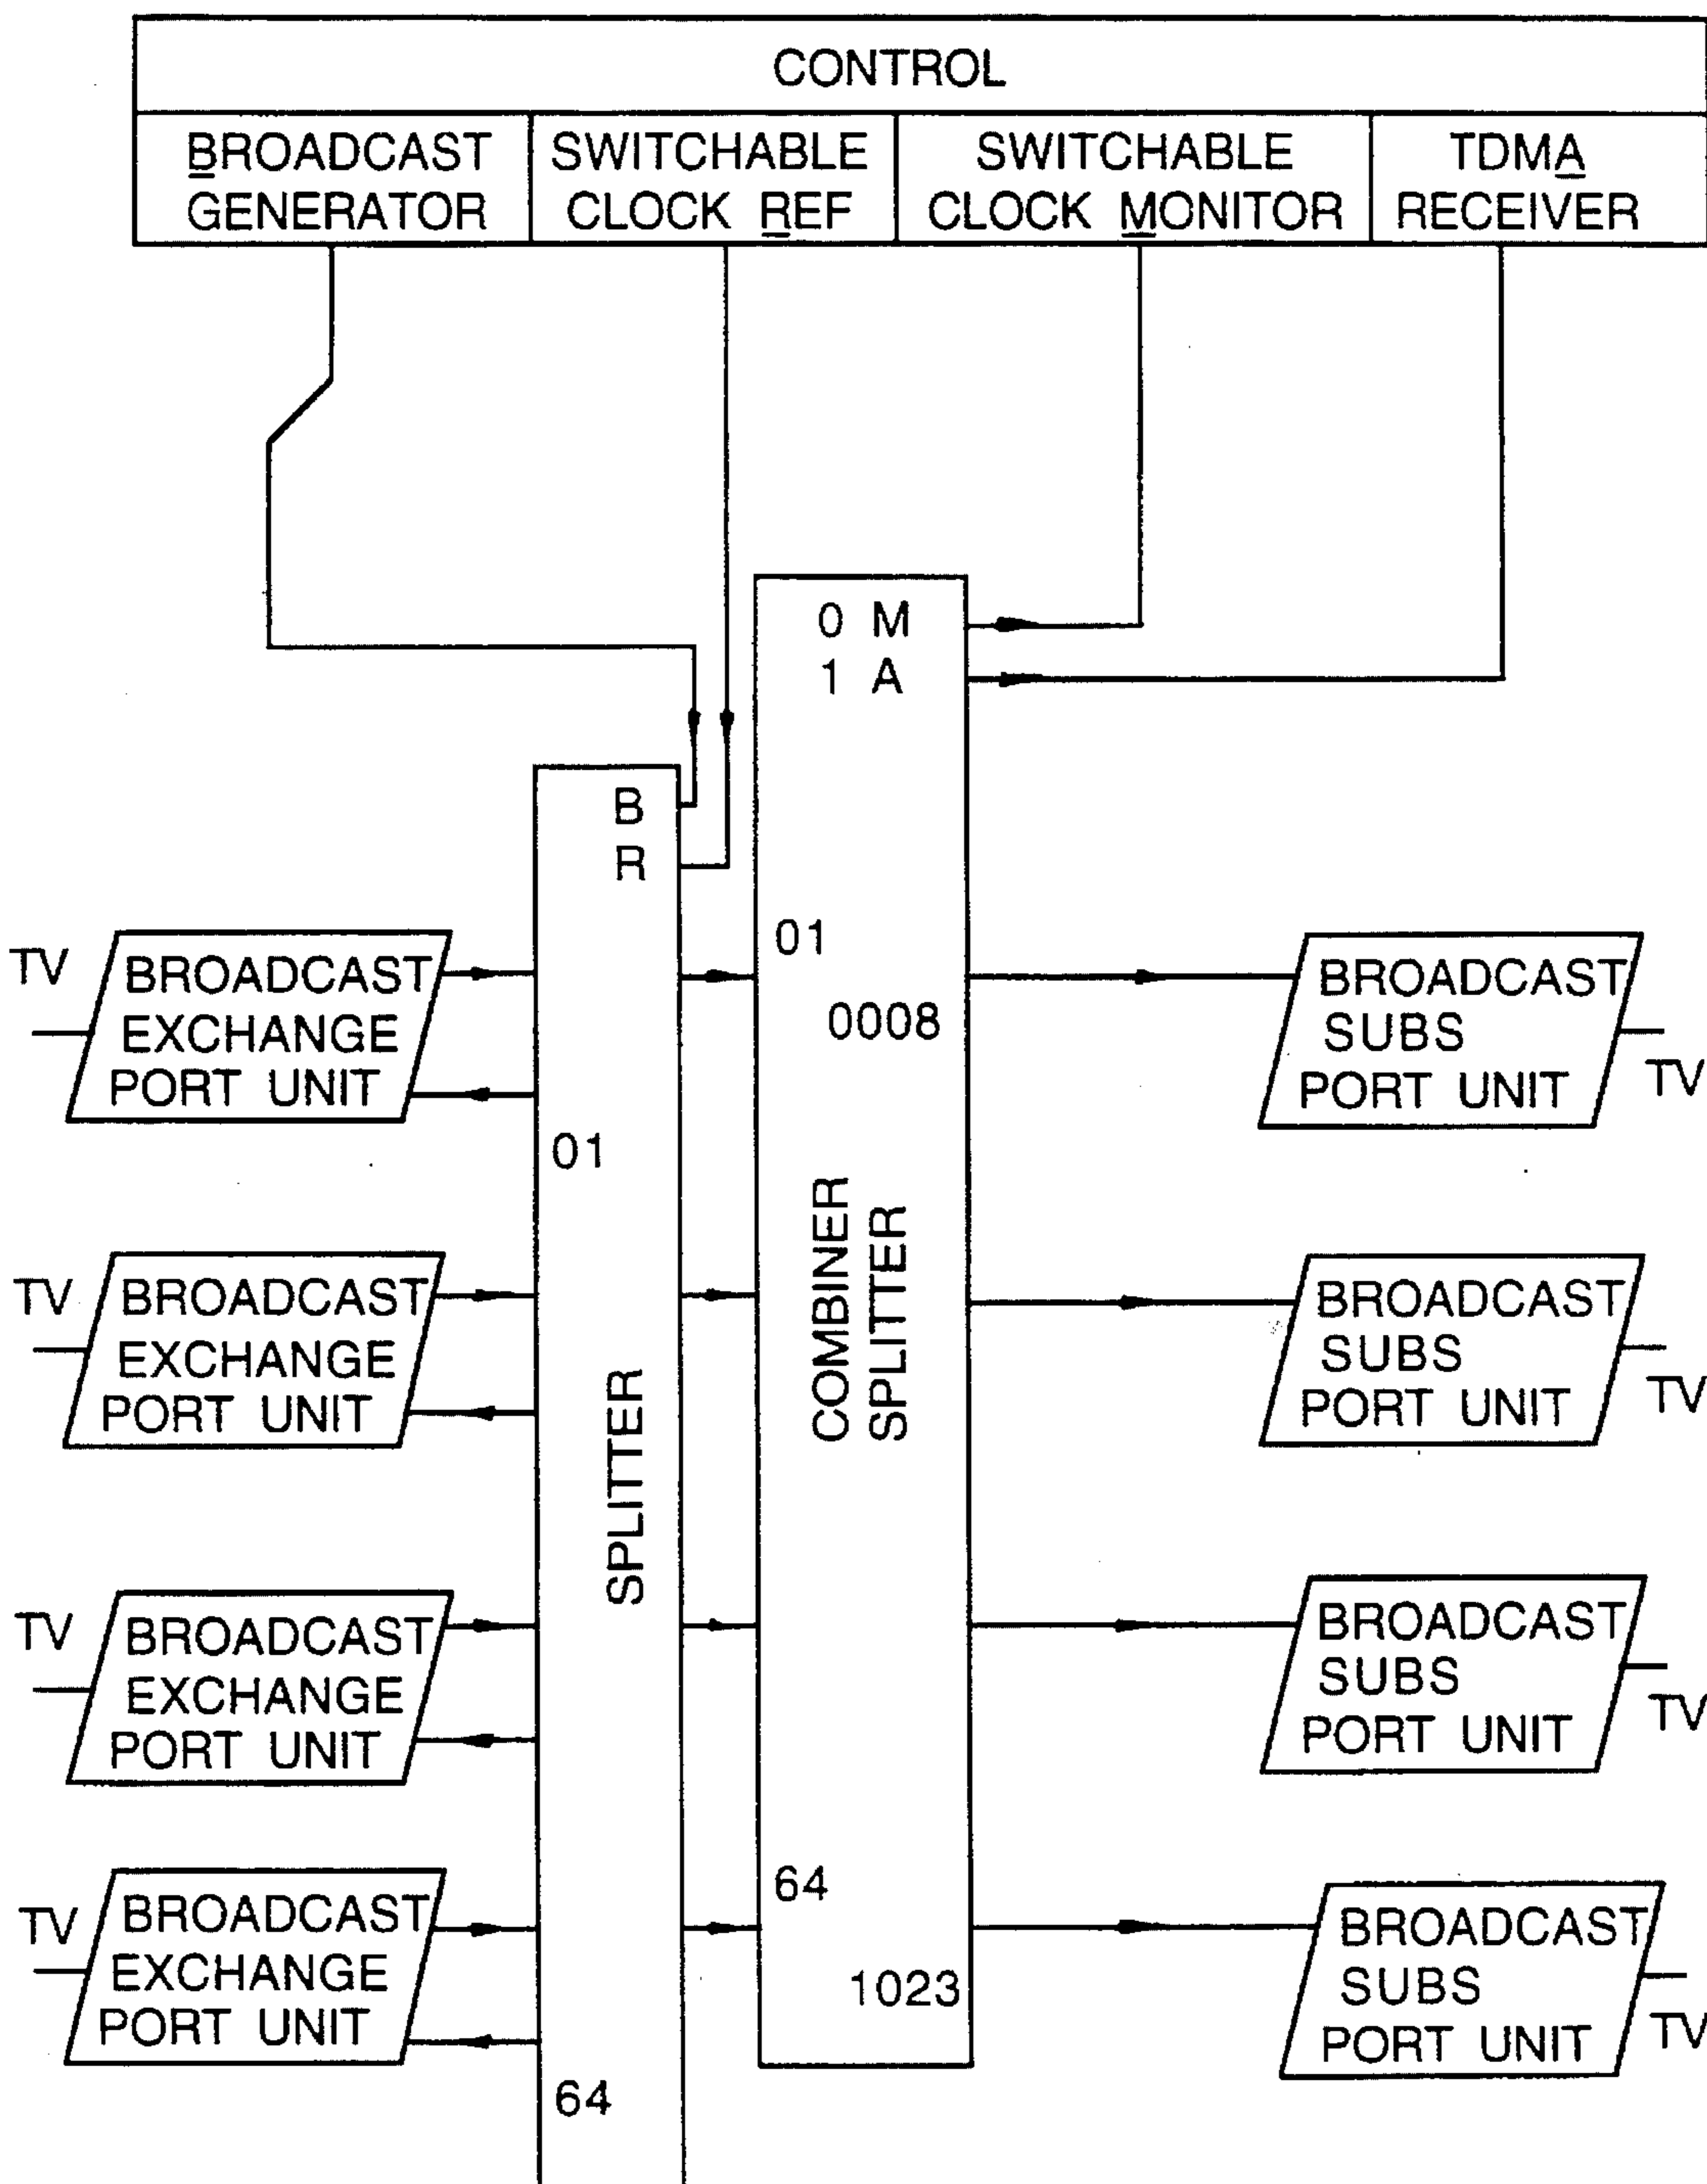 CONTROL
BROADCAST GENERATOR
SWITCHABLE CLOCK REF
SWITCHABLE CLOCK MONITOR
TDMA RECEIVER
0 M
1 A
B
R
01
0008
TV
BROADCAST
EXCHANGE
PORT UNIT
BROADCAST
SUBS
PORT UNIT
TV
01
COMBINER
SPLITTER
TV
BROADCAST
EXCHANGE
PORT UNIT
BROADCAST
SUBS
PORT UNIT
TV
SPLITTER
TV
BROADCAST
EXCHANGE
PORT UNIT
BROADCAST
SUBS
PORT UNIT
TV
64
1023
TV
BROADCAST
EXCHANGE
PORT UNIT
BROADCAST
SUBS
PORT UNIT
TV
64